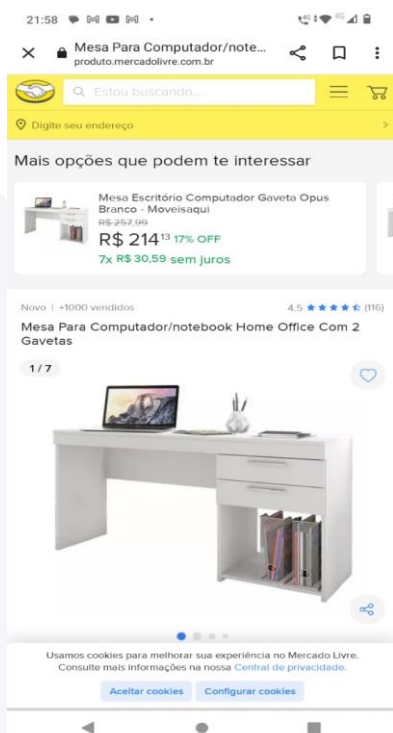 21:58
4G
Mesa Para Computador/note...
produto.mercadolivre.com.br
Estou buscando...
Digite seu endereço
Mais opções que podem te interessar
Mesa Escritório Computador Gaveta Opus
Branco - Moveisaqui
R$ 257,99
R$ 214¹³ 17% OFF
7x R$ 30,59 sem juros
Novo | +1000 vendidos
4.5 ★★★★★ (116)
Mesa Para Computador/notebook Home Office Com 2
Gavetas
1 / 7
Usamos cookies para melhorar sua experiência no Mercado Livre.
Consulte mais informações na nossa Central de privacidade.
Aceitar cookies
Configurar cookies